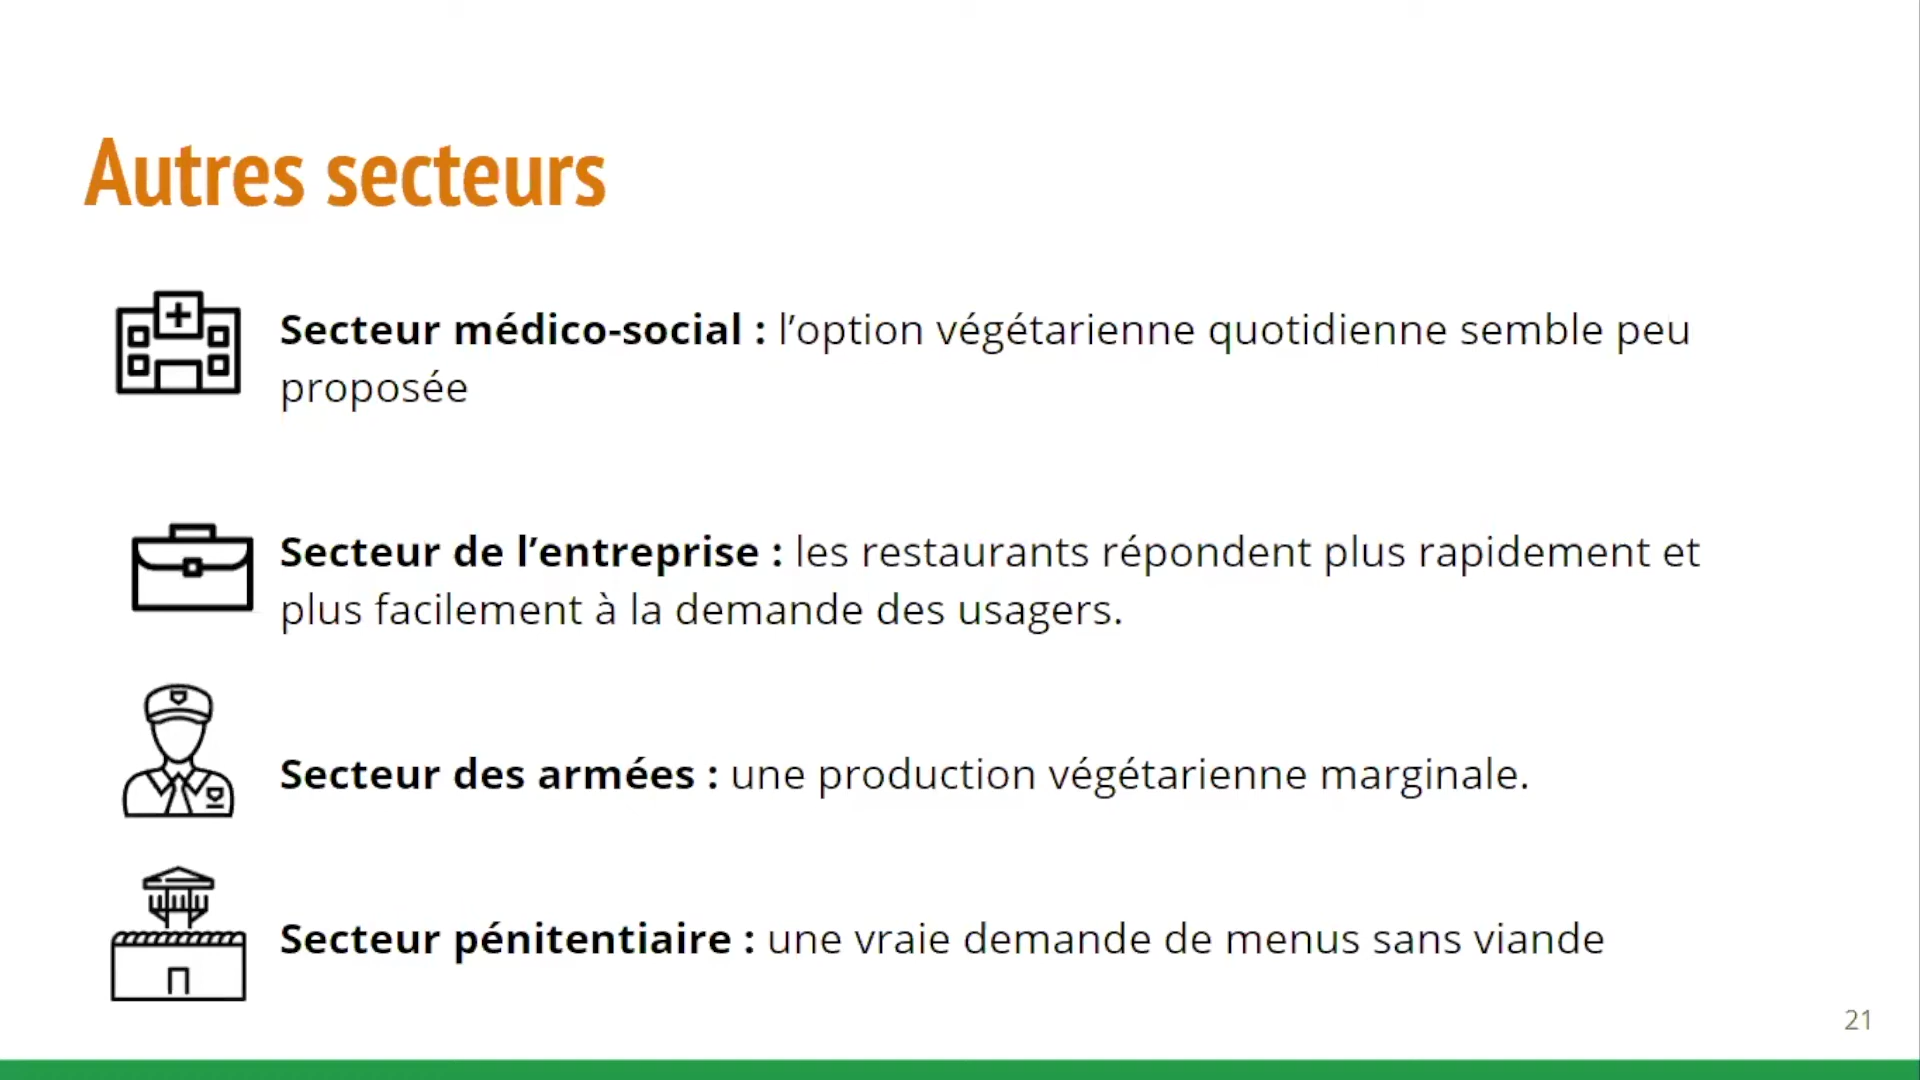 Autres secteurs
Secteur médico-social : l’option végétarienne quotidienne semble peu
proposée
Secteur de l’entreprise : les restaurants répondent plus rapidement et
plus facilement à la demande des usagers.
Secteur des armées : une production végétarienne marginale.
Secteur pénitentiaire : une vraie demande de menus sans viande
21